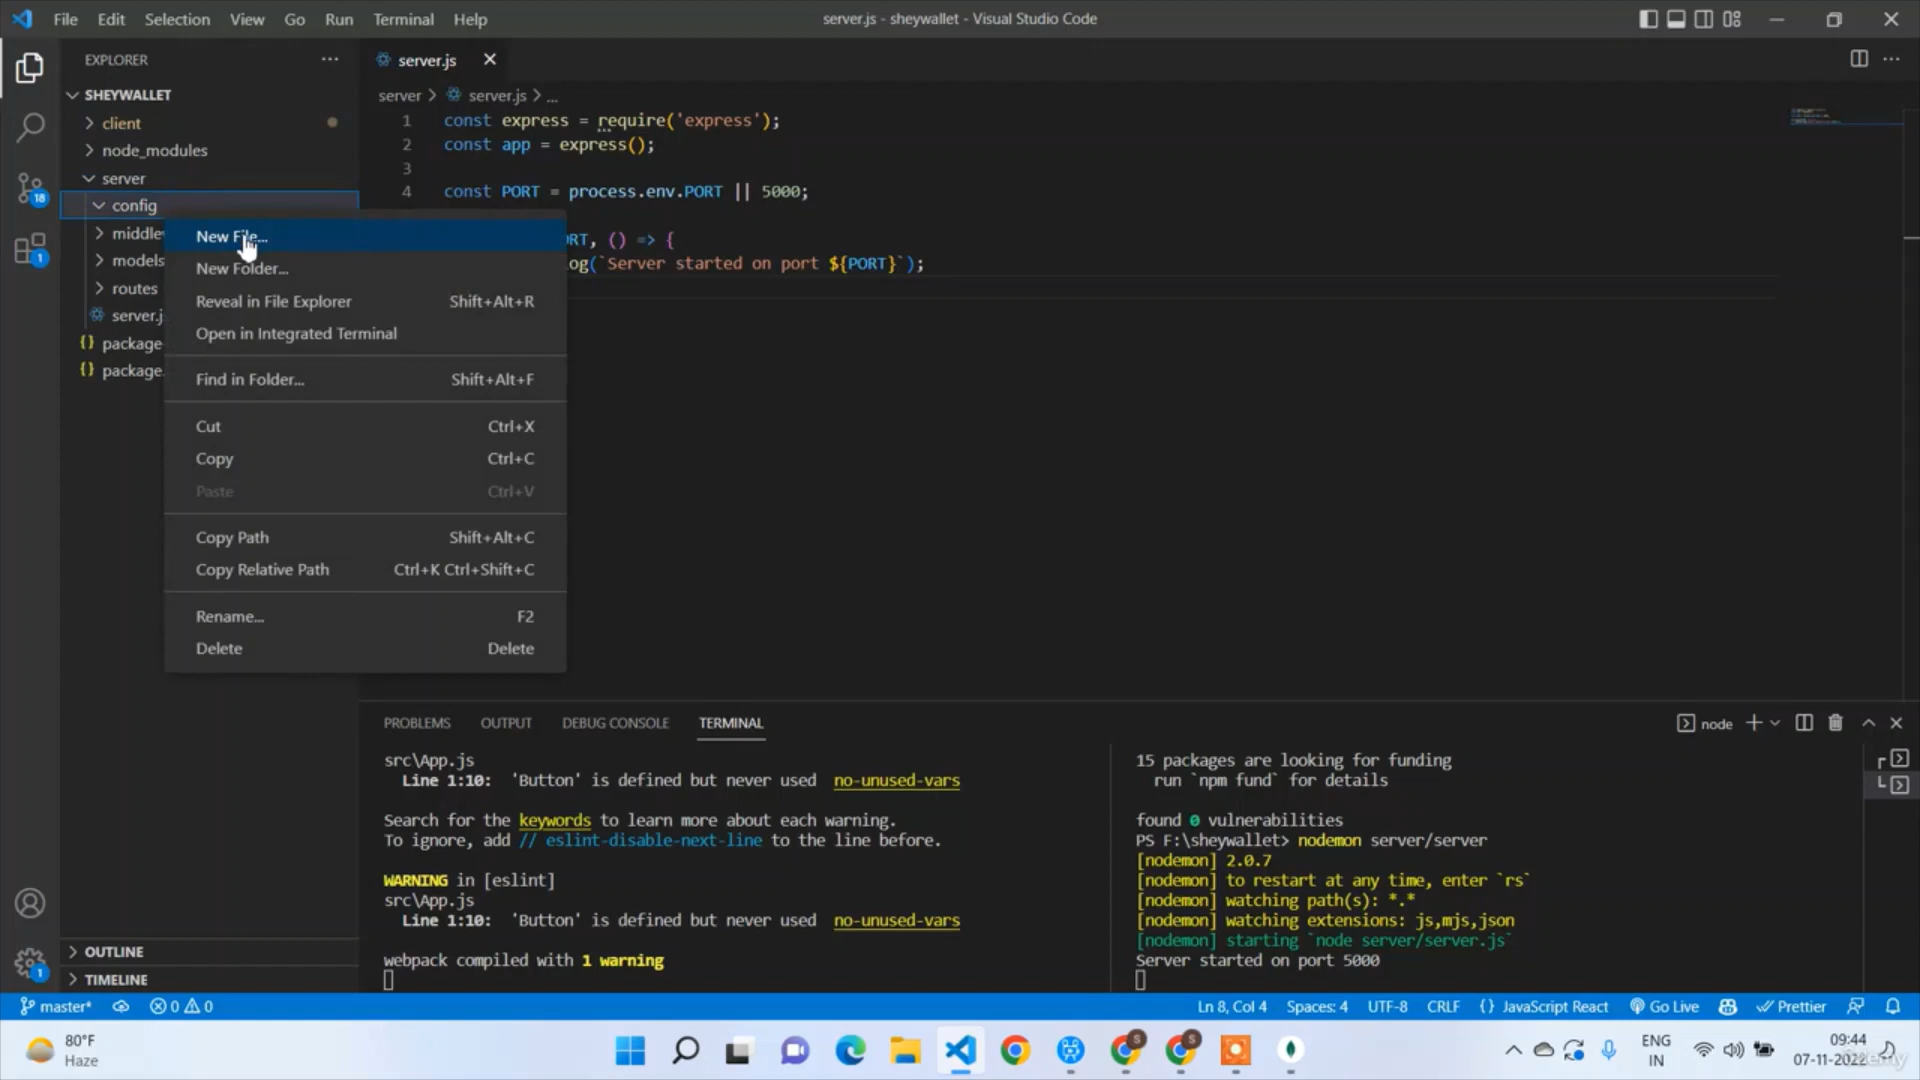 File Edit Selection View Go Run Terminal Help
server.js - sheywallet - Visual Studio Code
EXPLORER
SHEYWALLET
client
node_modules
server
config
middlew
models
routes
server.j
package
package.
OUTLINE
TIMELINE
New File...
New Folder...
Reveal in File Explorer Shift+Alt+R
Open in Integrated Terminal
Find in Folder... Shift+Alt+F
Cut Ctrl+X
Copy Ctrl+C
Paste Ctrl+V
Copy Path Shift+Alt+C
Copy Relative Path Ctrl+K Ctrl+Shift+C
Rename... F2
Delete Delete
server.js
server > server.js > ...
1 const express = require('express');
2 const app = express();
3
4 const PORT = process.env.PORT || 5000;
ORT, () => {
og(`Server started on port ${PORT}`);
PROBLEMS OUTPUT DEBUG CONSOLE TERMINAL
node
src\App.js
Line 1:10: 'Button' is defined but never used no-unused-vars
Search for the keywords to learn more about each warning.
To ignore, add // eslint-disable-next-line to the line before.
WARNING in [eslint]
src\App.js
Line 1:10: 'Button' is defined but never used no-unused-vars
webpack compiled with 1 warning
15 packages are looking for funding
run `npm fund` for details
found 0 vulnerabilities
PS F:\sheywallet> nodemon server/server
[nodemon] 2.0.7
[nodemon] to restart at any time, enter `rs`
[nodemon] watching path(s): *.*
[nodemon] watching extensions: js,mjs,json
[nodemon] starting `node server/server.js`
Server started on port 5000
18
1
1
master* 0 0
Ln 8, Col 4 Spaces: 4 UTF-8 CRLF {} JavaScript React Go Live Prettier
80°F
Haze
S
S
ENG
IN
09:44
07-11-2022